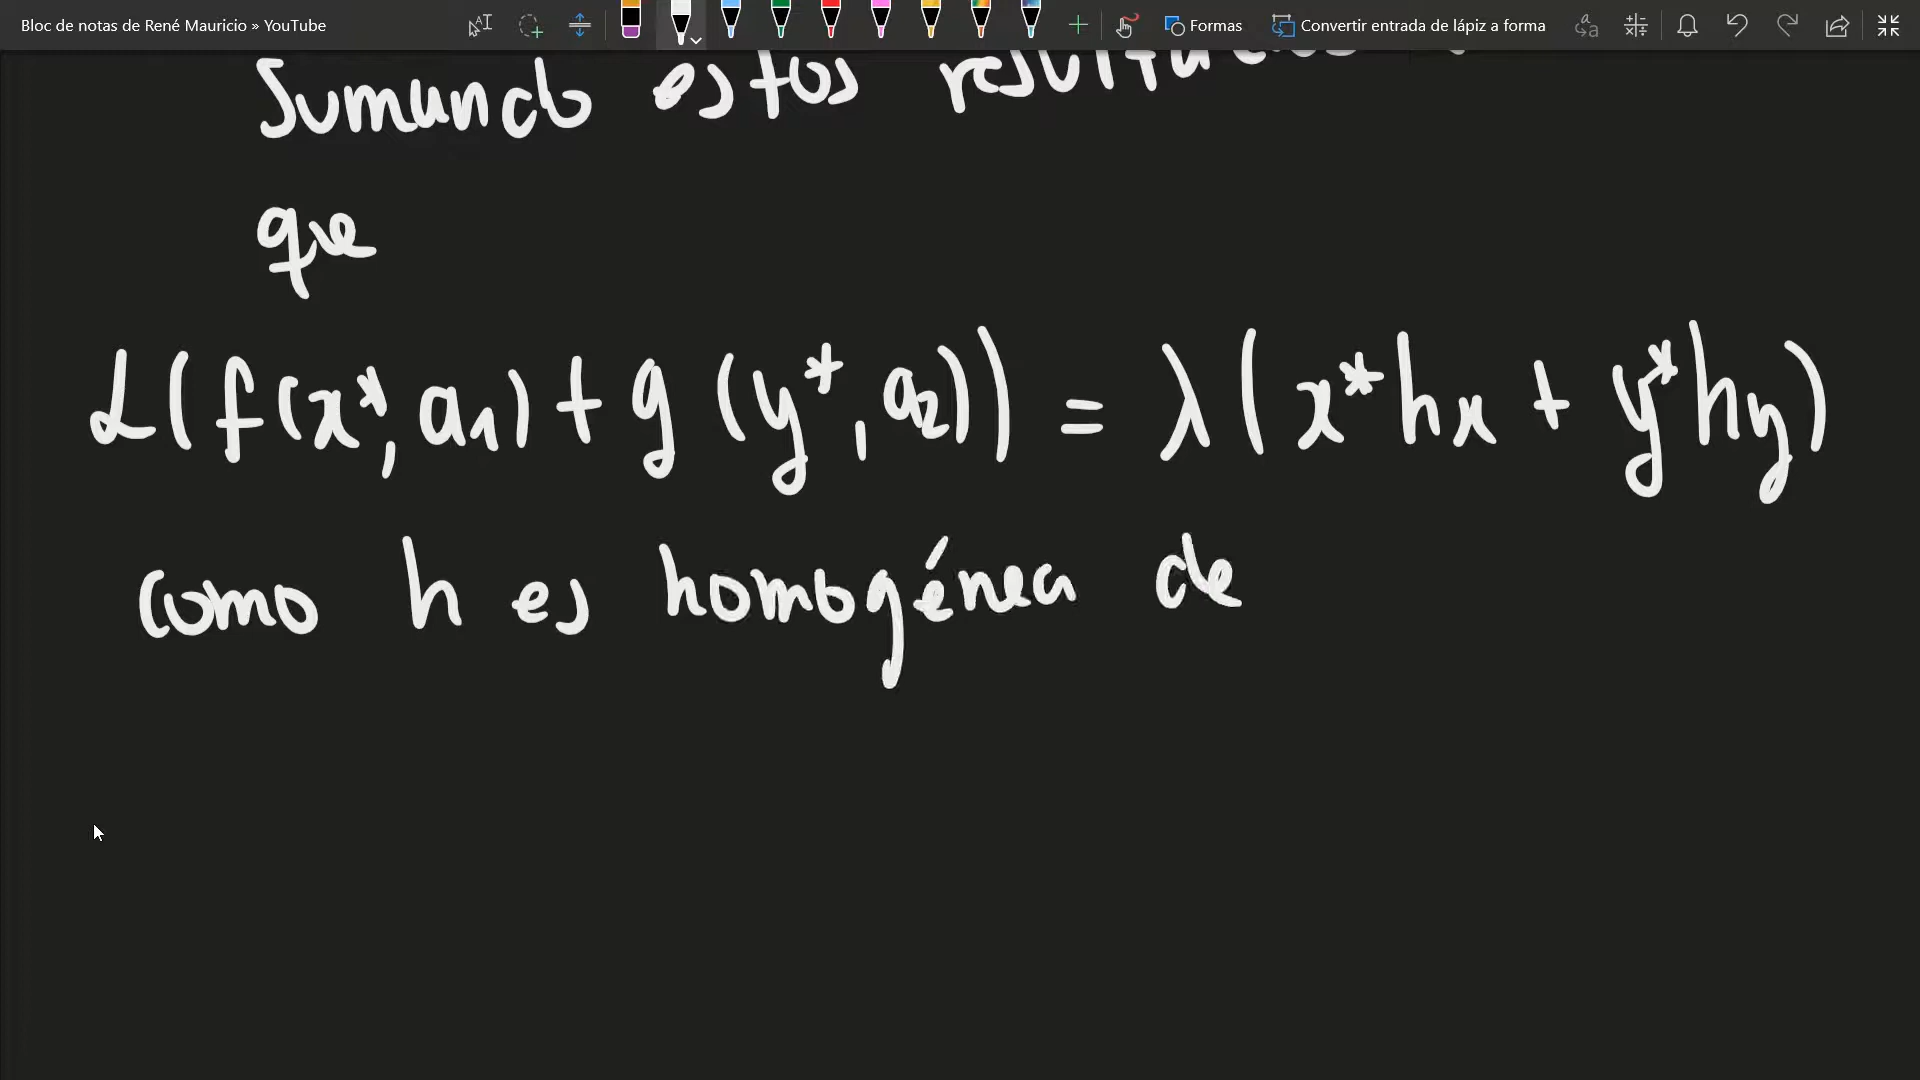 Bloc de notas de René Mauricio » YouTube
Formas
Convertir entrada de lápiz a forma
Sumando estos resultados
que
α(f(x*,a1)+g(y*,a2)) = λ(x*hx + y*hy)
como h es homogénea de